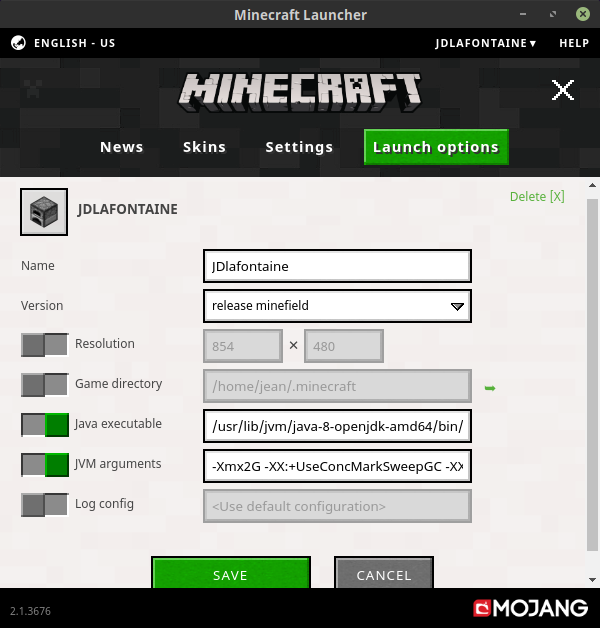 Minecraft Launcher
ENGLISH - US
JDLAFONTAINE ▾ HELP
MINECRAFT
News Skins Settings Launch options
JDLAFONTAINE
Delete [X]
Name JDlafontaine
Version release minefield
Resolution 854 × 480
Game directory /home/jean/.minecraft
Java executable /usr/lib/jvm/java-8-openjdk-amd64/bin/
JVM arguments -Xmx2G -XX:+UseConcMarkSweepGC -XX
Log config <Use default configuration>
SAVE CANCEL
2.1.3676 MOJANG